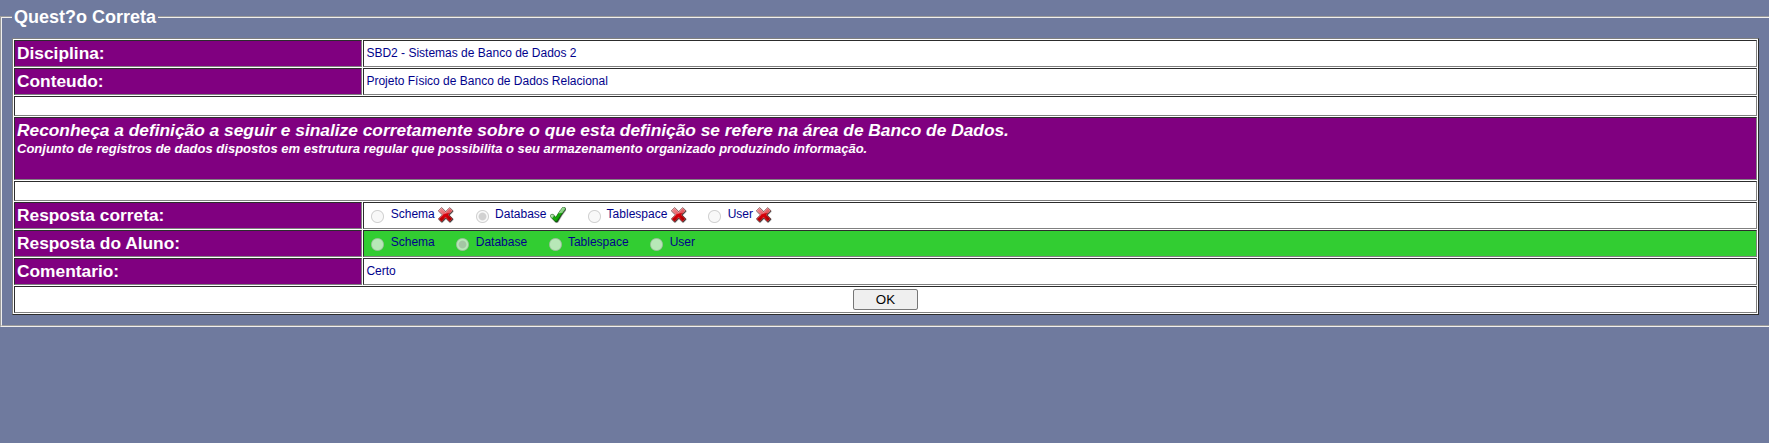 Quest?o Correta
Disciplina: SBD2 - Sistemas de Banco de Dados 2
Conteudo: Projeto Físico de Banco de Dados Relacional
Reconheça a definição a seguir e sinalize corretamente sobre o que esta definição se refere na área de Banco de Dados.
Conjunto de registros de dados dispostos em estrutura regular que possibilita o seu armazenamento organizado produzindo informação.
Resposta correta: Schema Database Tablespace User
Resposta do Aluno: Schema Database Tablespace User
Comentario: Certo
OK